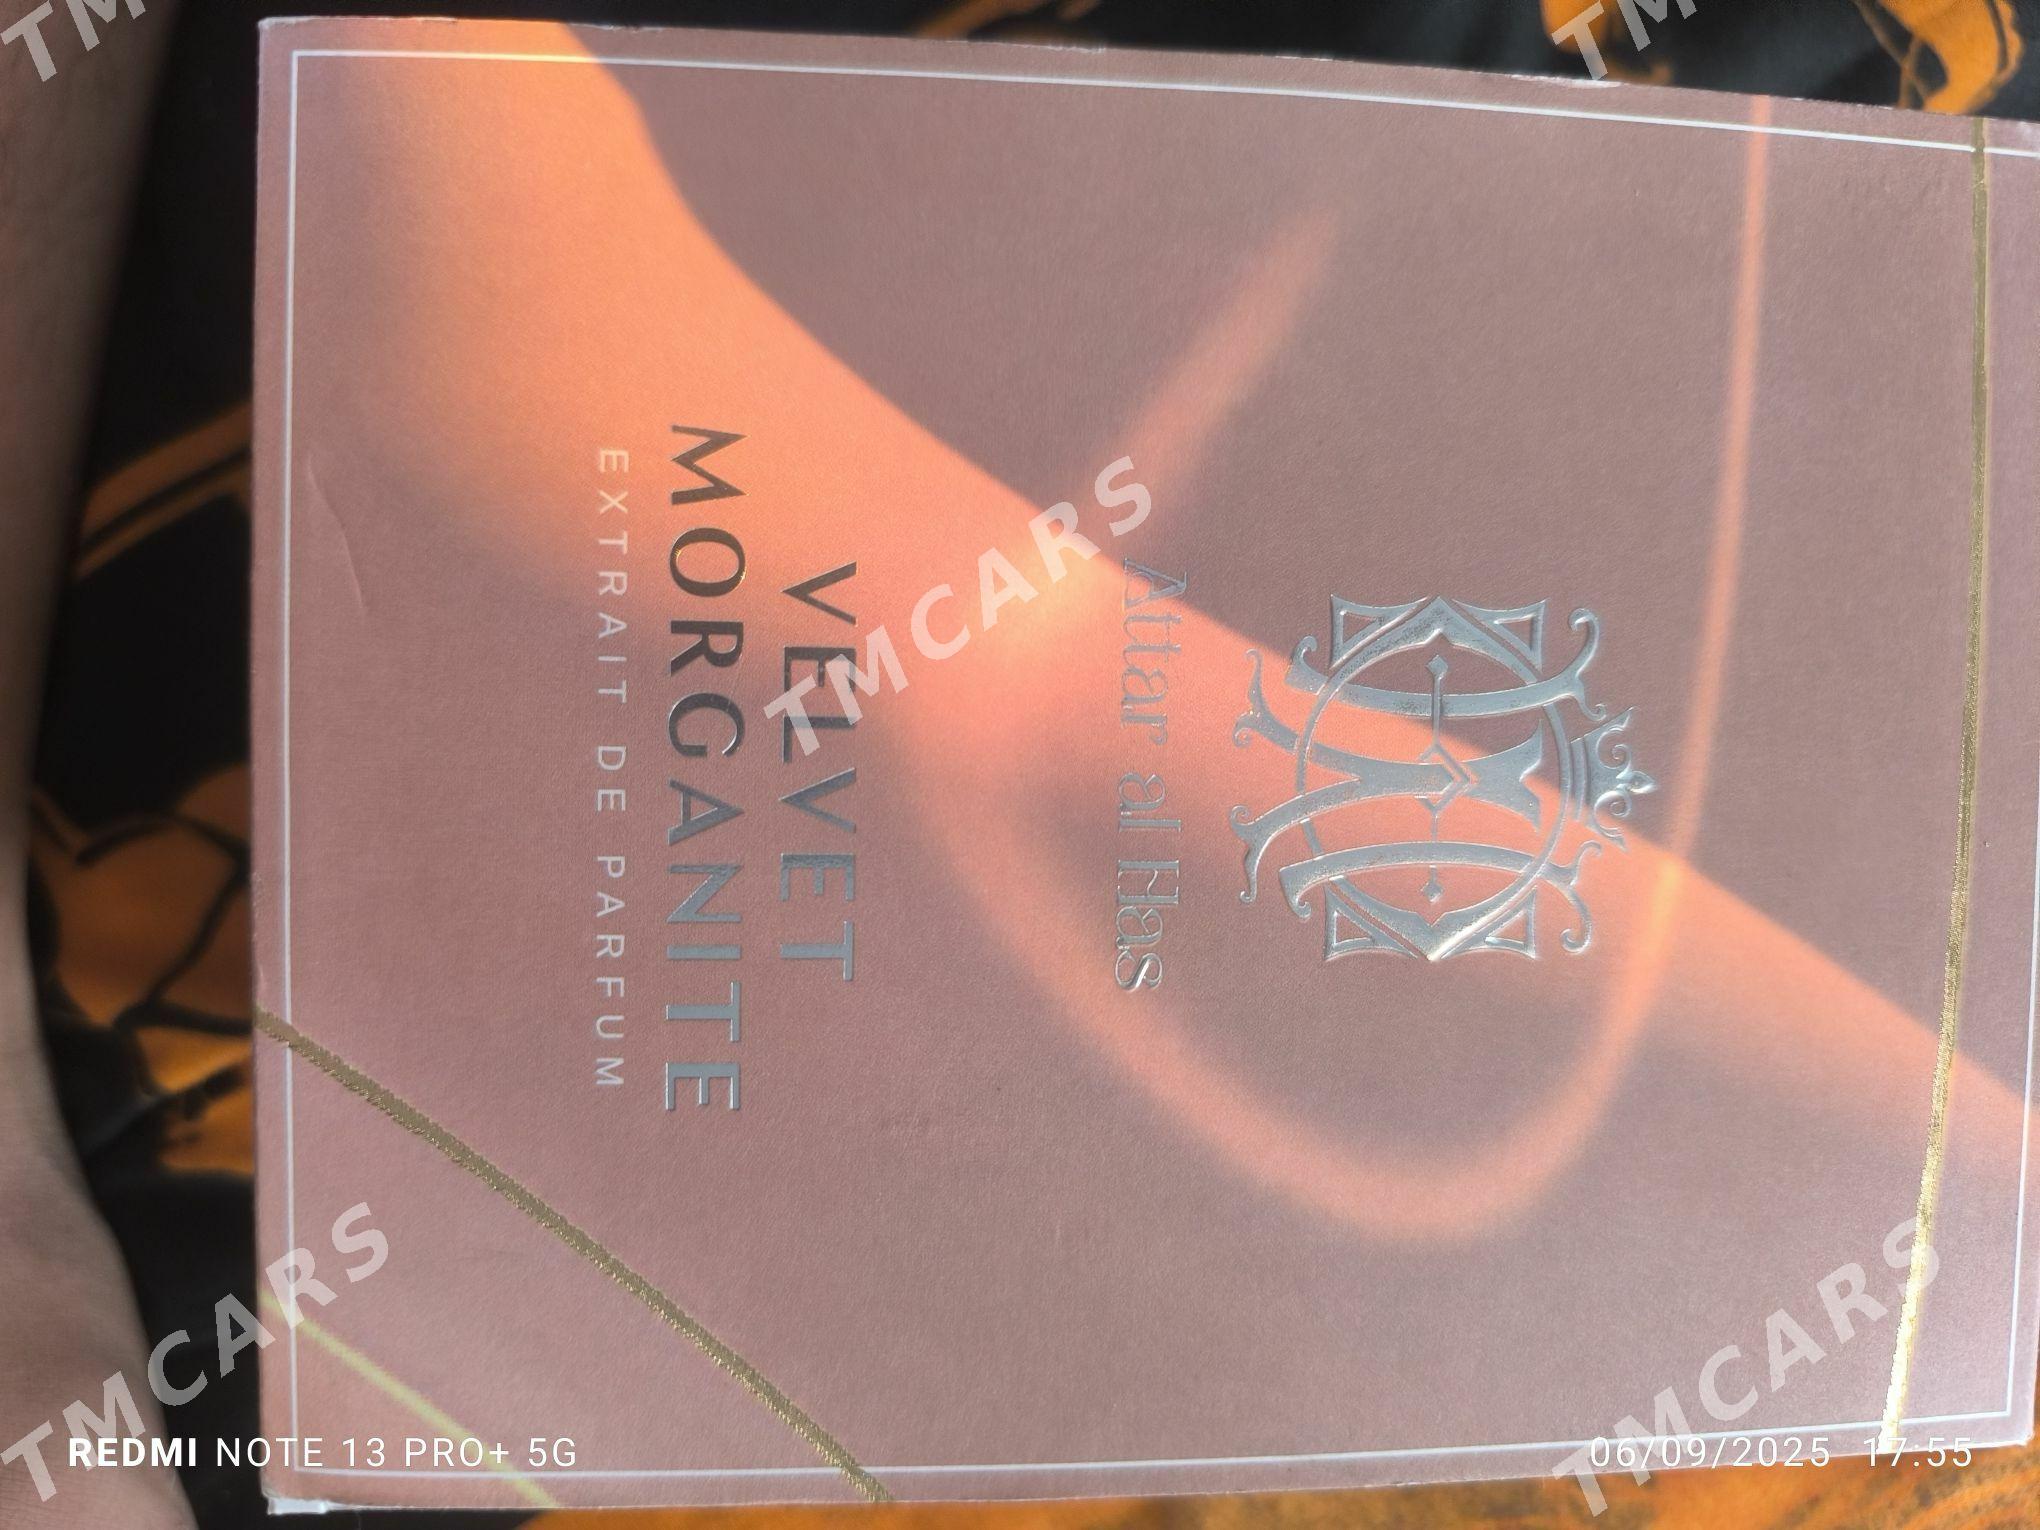 Attar al Has
VELVET
MORGANITE
EXTRAIT DE PARFUM
TMCARS
TMCARS
TMCARS
REDMI NOTE 13 PRO+ 5G
06/09/2025 17:55